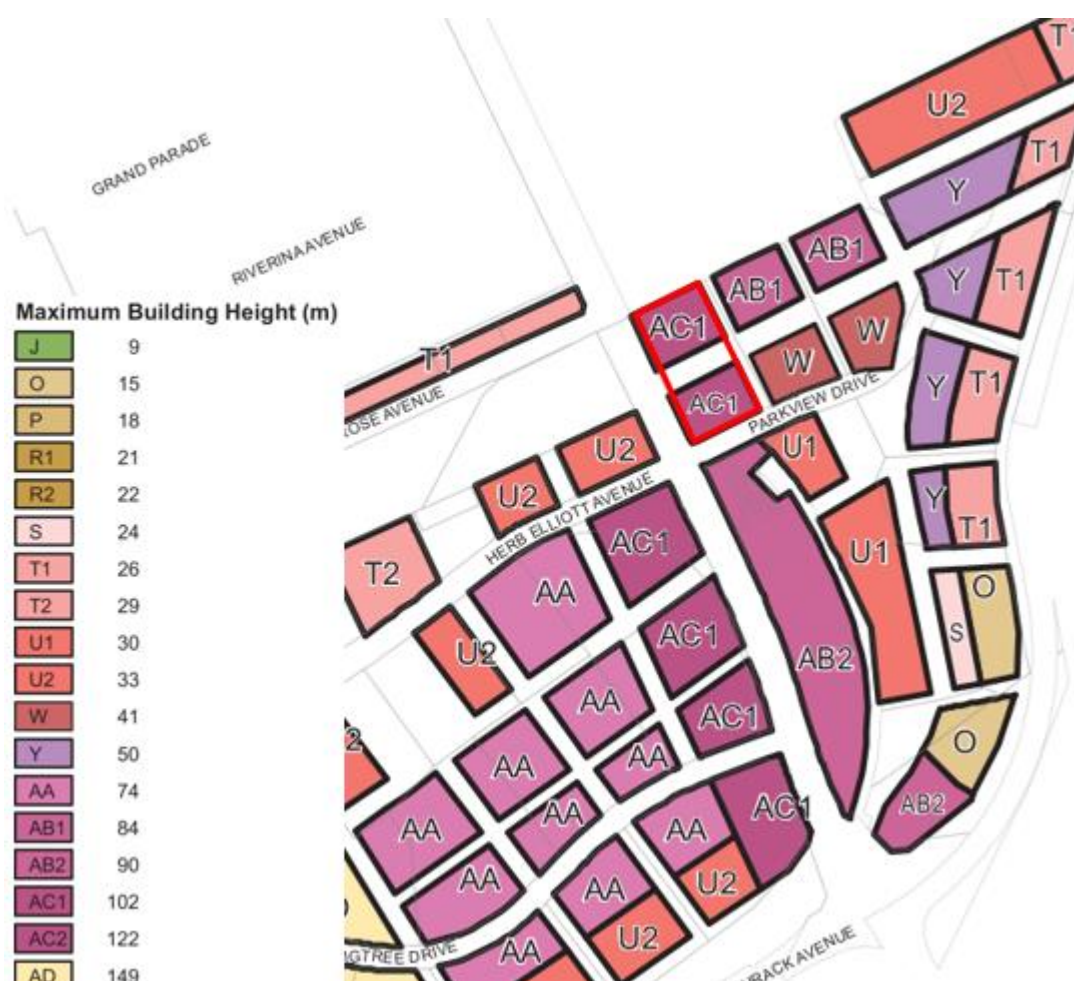 GRAND PARADE
RIVERINA AVENUE
Maximum Building Height (m)
J 9
O 15
P 18
R1 21
R2 22
S 24
T1 26
T2 29
U1 30
U2 33
W 41
Y 50
AA 74
AB1 84
AB2 90
AC1 102
AC2 122
AD 149
T1
U2
T1
Y
AB1
AB1
Y
T1
AC1
T1
W
W
OSE AVENUE
AC1
PARKVIEW DRIVE
Y
T1
U2
U1
U2
HERB ELLIOTT AVENUE
Y
T1
AC1
U1
T2
AA
O
S
U2
AC1
AB2
AA
AC1
O
2
AA
AA
AC1
AB2
AA
AA
AA
AA
U2
AA
U2
GTREE DRIVE
AA
RACK AVENUE